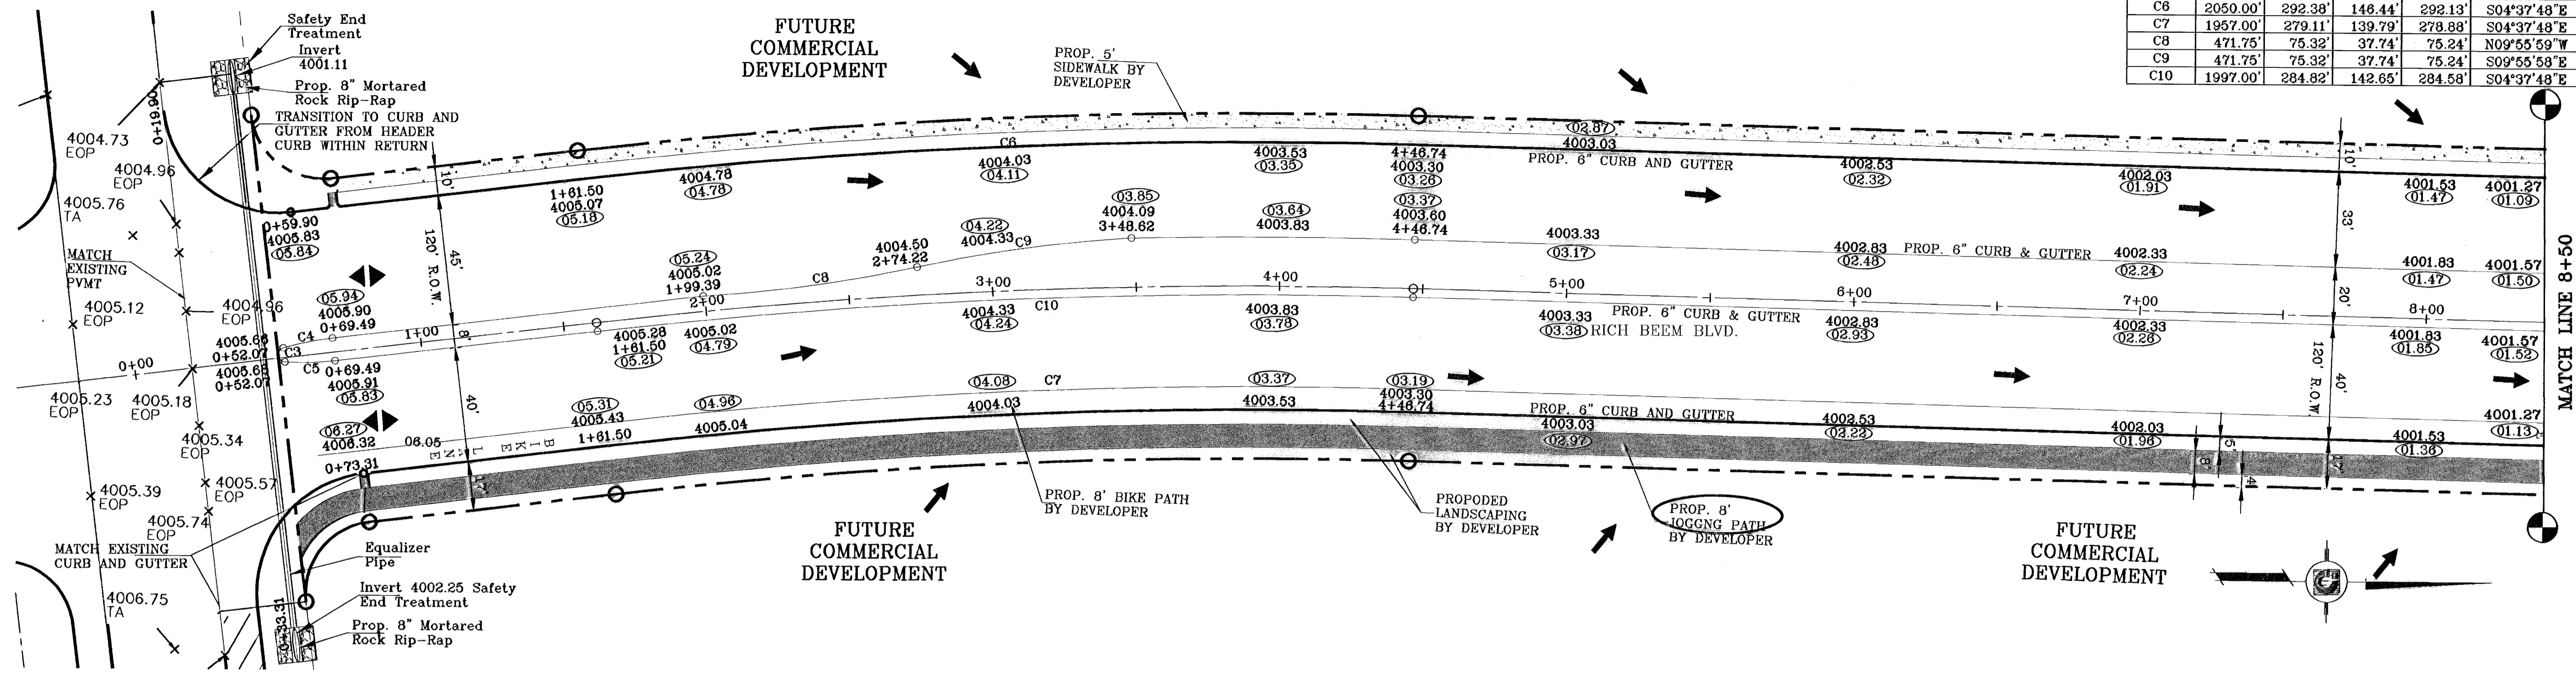 C6 2050.00' 292.38' 146.44' 292.13' S04°37'48"E
C7 1957.00' 279.11' 139.79' 278.88' S04°37'48"E
C8 471.75' 75.32' 37.74' 75.24' N09°55'59"W
C9 471.75' 75.32' 37.74' 75.24' S09°55'58"E
C10 1997.00' 284.82' 142.65' 284.58' S04°37'48"E
Safety End
Treatment
Invert
4001.11
Prop. 8" Mortared
Rock Rip-Rap
TRANSITION TO CURB AND
GUTTER FROM HEADER
CURB WITHIN RETURN
FUTURE
COMMERCIAL
DEVELOPMENT
PROP. 5'
SIDEWALK BY
DEVELOPER
0+19.90
4004.73
EOP
4004.96
EOP
4005.76
TA
MATCH
EXISTING
PVMT
4005.12
EOP
4004.96
EOP
0+00
4005.23
EOP
4005.18
EOP
4005.34
EOP
4005.39
EOP
4005.57
EOP
4005.74
EOP
MATCH EXISTING
CURB AND GUTTER
4006.75
TA
0+33.31
Equalizer
Pipe
Invert 4002.25 Safety
End Treatment
Prop. 8" Mortared
Rock Rip-Rap
0+59.90
4005.83
05.84
10'
1+61.50
4005.07
05.18
4004.78
04.78
C6
4004.03
04.11
4003.53
03.35
4+46.74
4003.30
03.26
02.87
4003.03
PROP. 6" CURB AND GUTTER
4002.53
02.32
4002.03
01.91
10'
4001.53
01.47
4001.27
01.09
120' R.O.W.
45'
05.24
4005.02
1+99.39
C8
4004.50
2+74.22
04.22
4004.33
C9
03.85
4004.09
3+48.62
03.64
4003.83
03.37
4003.60
4+46.74
4003.33
03.17
4002.83
02.48
PROP. 6" CURB & GUTTER
4002.33
02.24
33'
4001.83
01.47
4001.57
01.50
05.94
4005.90
0+69.49
4005.66
0+52.07
C4
C3
C5
4005.68
0+52.07
0+69.49
4005.91
05.83
1+00
8'
2+00
3+00
4+00
5+00
6+00
7+00
8+00
20'
4005.28
1+61.50
05.21
4005.02
04.79
4004.33
04.24
C10
4003.83
03.78
4003.33
03.38
PROP. 6" CURB & GUTTER
RICH BEEM BLVD.
4002.83
02.93
4002.33
02.26
4001.83
01.85
4001.57
01.52
120' R.O.W.
40'
40'
06.27
4006.32
06.05
0+73.31
BIKE
LANE
05.31
4005.43
1+61.50
04.96
4005.04
04.08
4004.03
C7
03.37
4003.53
03.19
4003.30
4+46.74
PROP. 6" CURB AND GUTTER
4003.03
02.97
4002.53
02.22
4002.03
01.96
4001.53
01.36
4001.27
01.13
17'
8'
5'
4'
17'
PROP. 8' BIKE PATH
BY DEVELOPER
PROPODED
LANDSCAPING
BY DEVELOPER
PROP. 8'
JOGGNG PATH
BY DEVELOPER
FUTURE
COMMERCIAL
DEVELOPMENT
FUTURE
COMMERCIAL
DEVELOPMENT
MATCH LINE 8+50